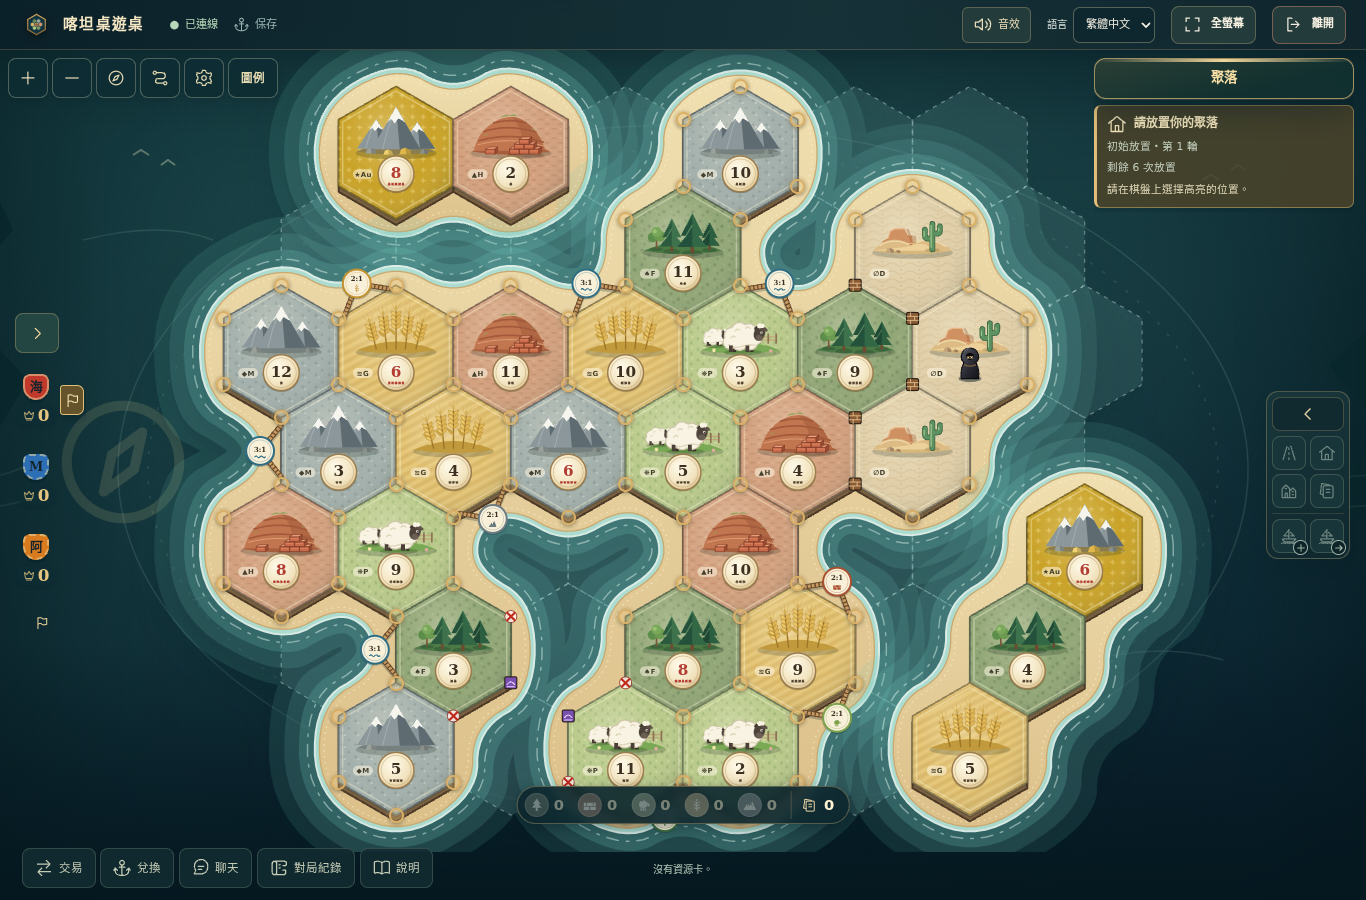 喀坦桌遊桌
已連線
保存
音效
語言
繁體中文
全螢幕
離開
圖例
聚落
請放置你的聚落
初始放置・第 1 輪
剩餘 6 次放置
請在棋盤上選擇高亮的位置。
★Au 8
▲H 2
◆M 10
♠F 11
∅D
2:1
3:1
3:1
◆M 12
≋G 6
▲H 11
≋G 10
❋P 3
♠F 9
∅D
海
0
3:1
◆M 3
≋G 4
◆M 6
❋P 5
▲H 4
∅D
M
0
2:1
阿
0
▲H 8
❋P 9
▲H 10
★Au 6
2:1
3:1
♠F 3
♠F 8
≋G 9
♠F 4
2:1
◆M 5
❋P 11
❋P 2
≋G 5
0
0
0
0
0
0
交易
兌換
聊天
對局紀錄
說明
沒有資源卡。